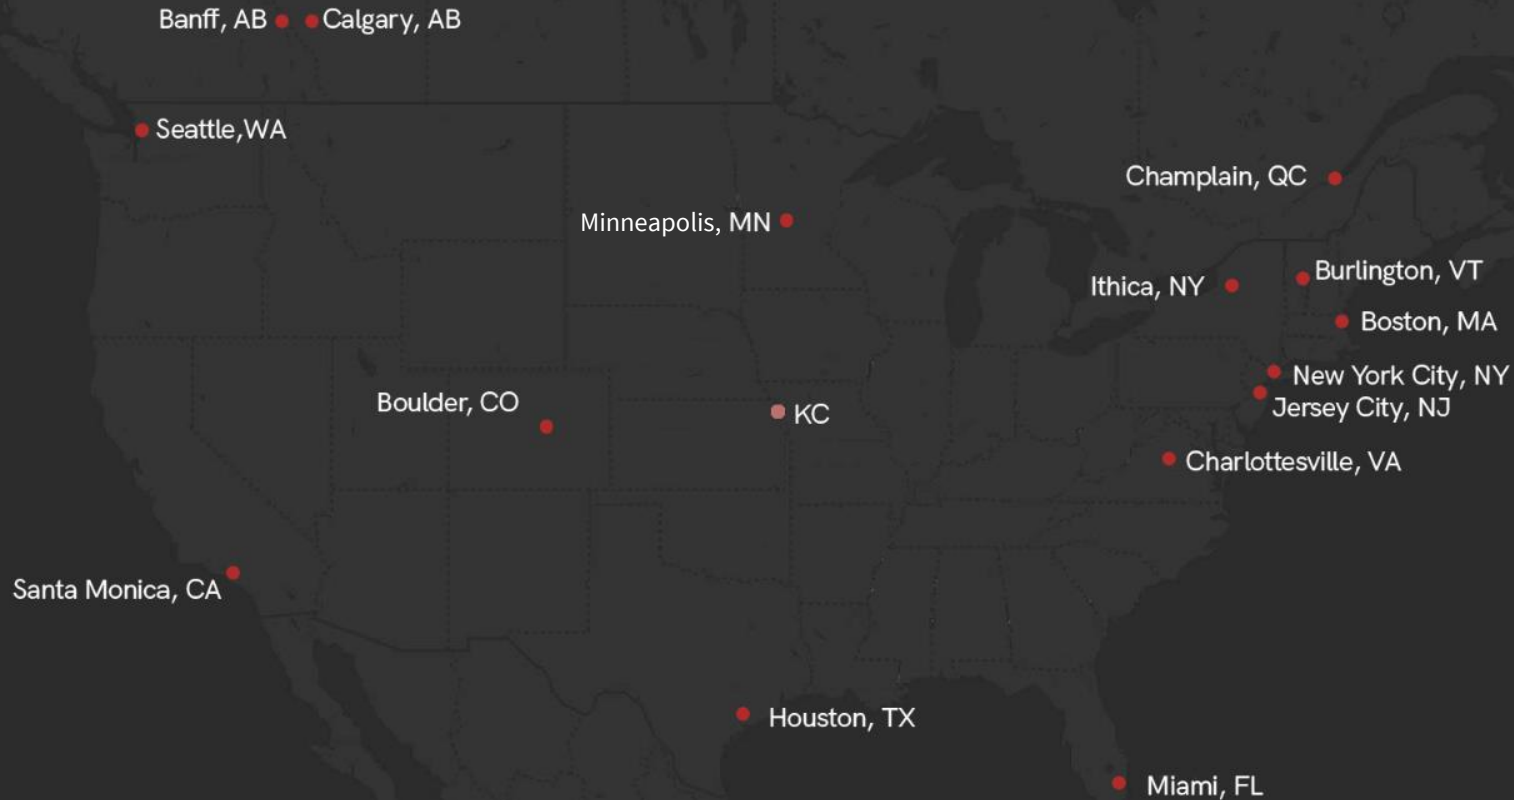 Banff, AB
Calgary, AB
Seattle,WA
Champlain, QC
Minneapolis, MN
Burlington, VT
Ithica, NY
Boston, MA
New York City, NY
Boulder, CO
Jersey City, NJ
KC
Charlottesville, VA
Santa Monica, CA
Houston, TX
Miami, FL